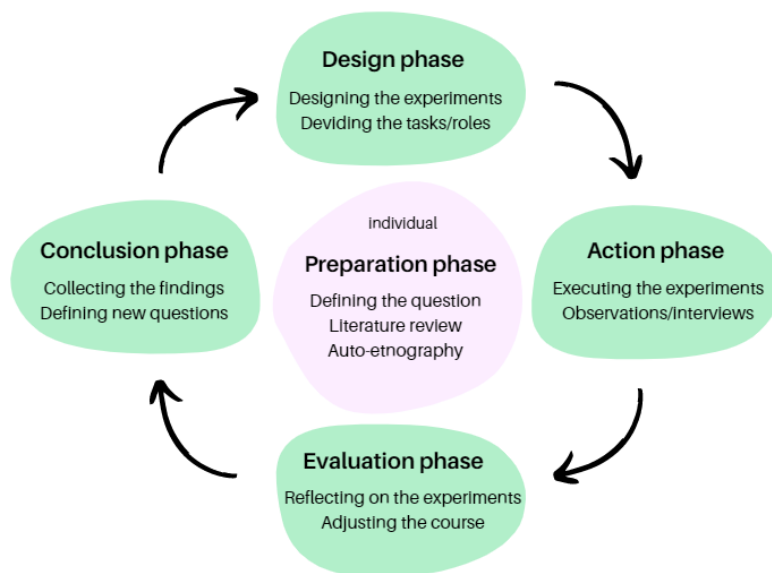 Design phase
Designing the experiments
Deviding the tasks/roles
individual
Preparation phase
Defining the question
Literature review
Auto-etnography
Conclusion phase
Collecting the findings
Defining new questions
Action phase
Executing the experiments
Observations/interviews
Evaluation phase
Reflecting on the experiments
Adjusting the course